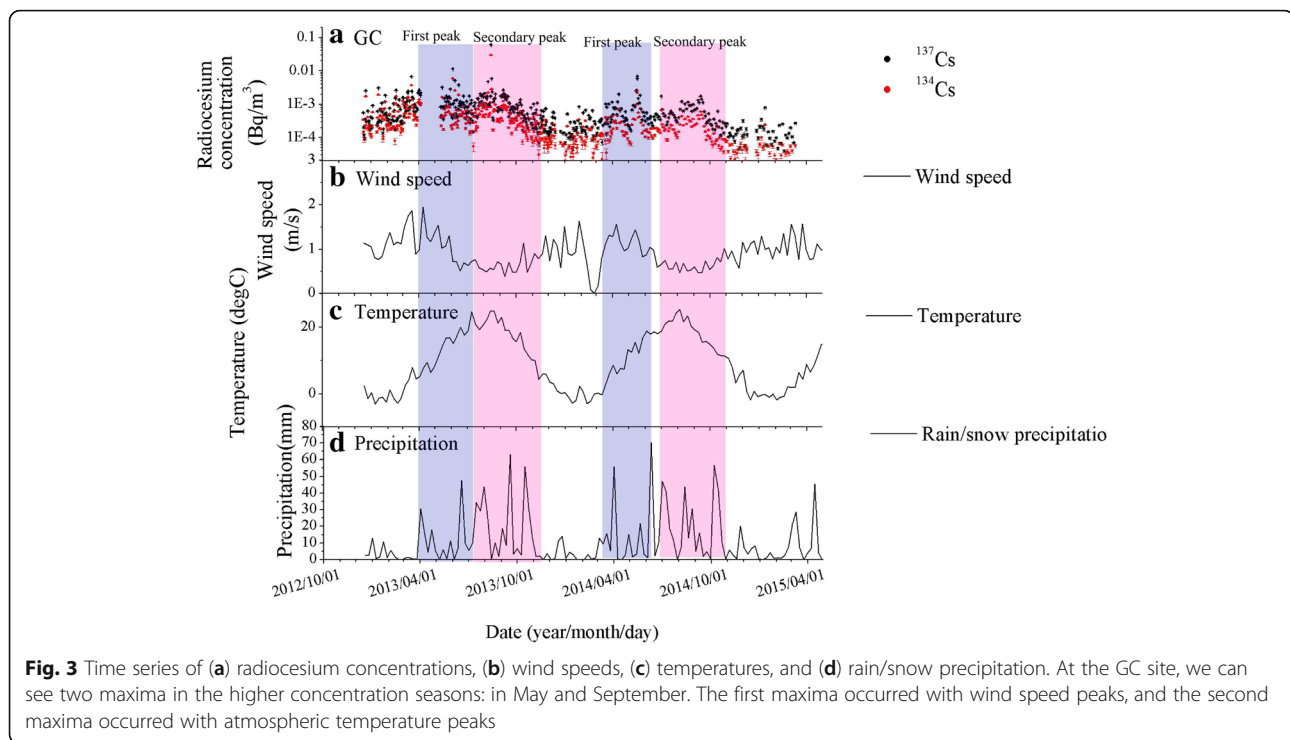 a GC
First peak Secondary peak First peak Secondary peak
Radiocesium
concentration
(Bq/m³)
0.1
0.01
1E-3
1E-4
¹³⁷Cs
¹³⁴Cs
b Wind speed
Wind speed
(m/s)
3
2
1
0
Wind speed
c Temperature
Temperature (degC)
20
0
Temperature
d Precipitation
Precipitation(mm)
80
70
60
50
40
30
20
10
0
Rain/snow precipitatio
2012/10/01 2013/04/01 2013/10/01 2014/04/01 2014/10/01 2015/04/01
Date (year/month/day)
Fig. 3 Time series of (a) radiocesium concentrations, (b) wind speeds, (c) temperatures, and (d) rain/snow precipitation. At the GC site, we can
see two maxima in the higher concentration seasons: in May and September. The first maxima occurred with wind speed peaks, and the second
maxima occurred with atmospheric temperature peaks